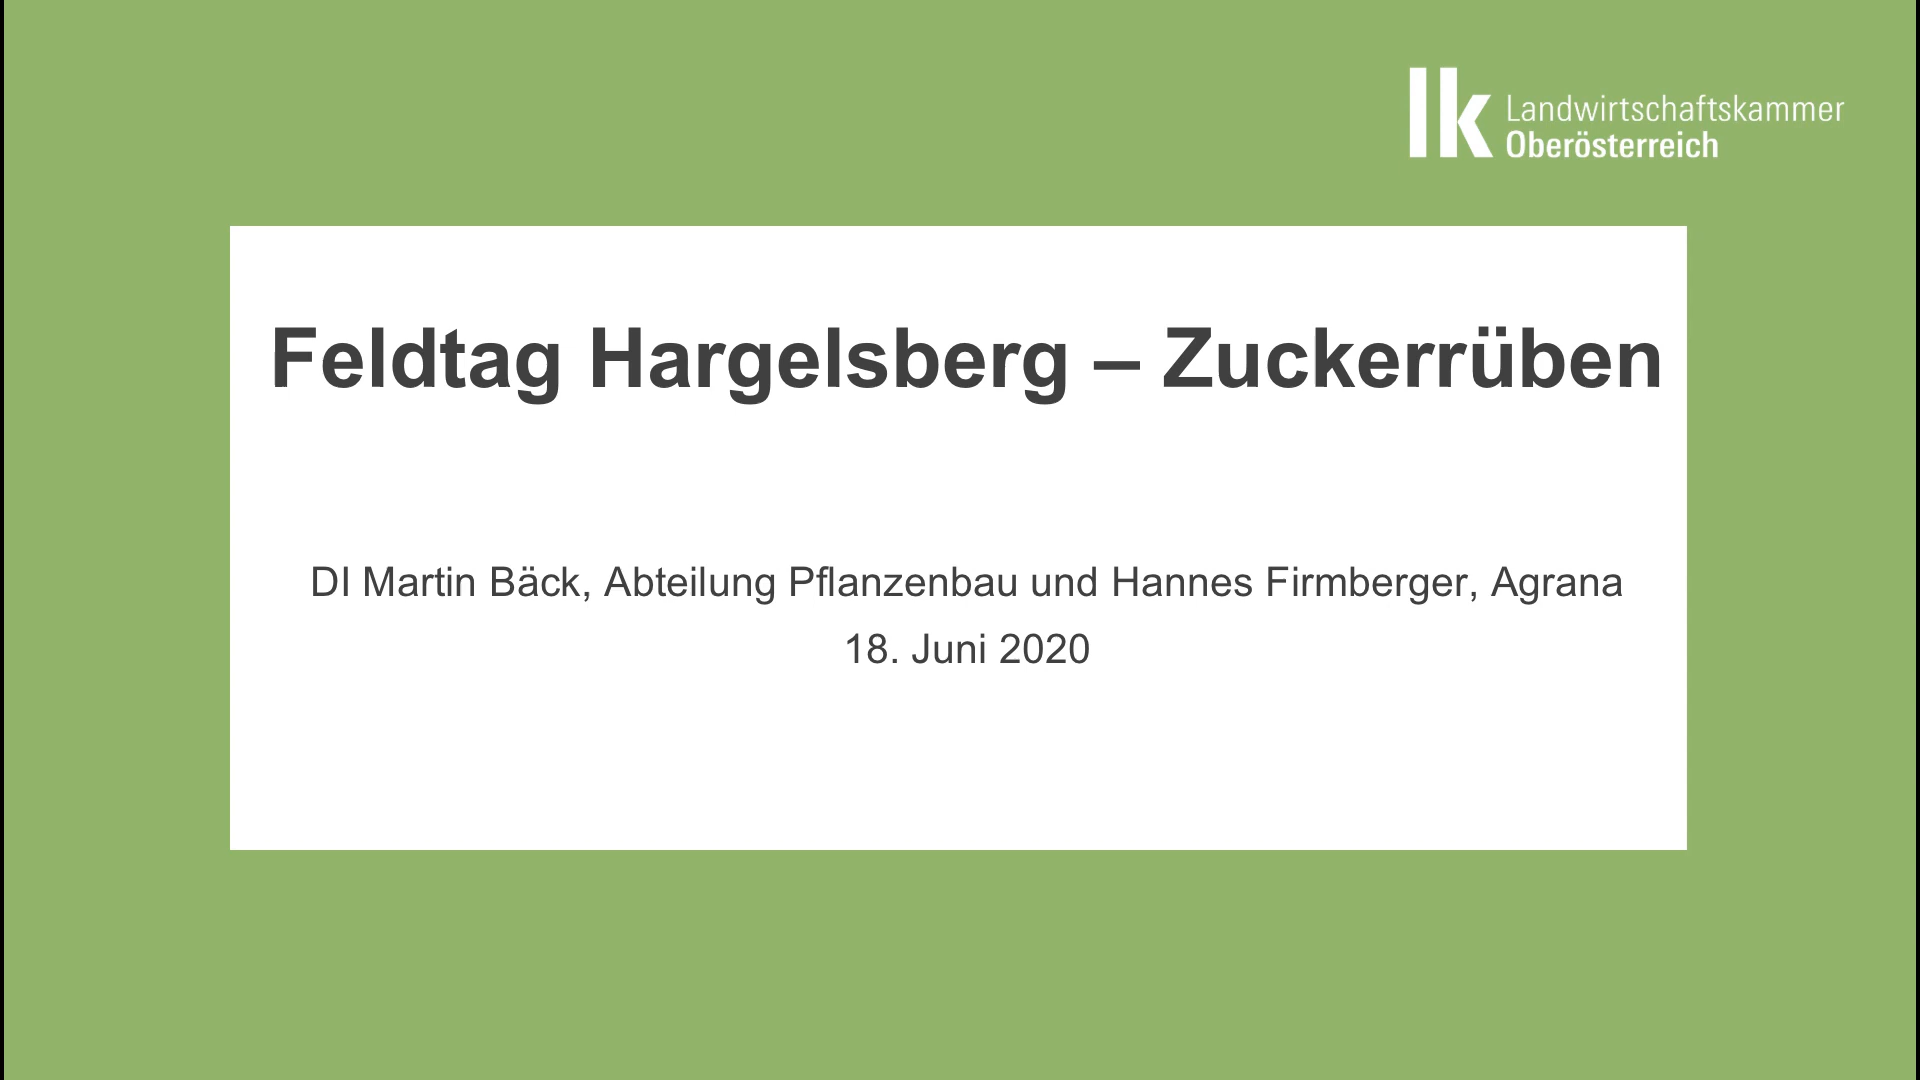 lk Landwirtschaftskammer
Oberösterreich
Feldtag Hargelsberg – Zuckerrüben
DI Martin Bäck, Abteilung Pflanzenbau und Hannes Firmberger, Agrana
18. Juni 2020